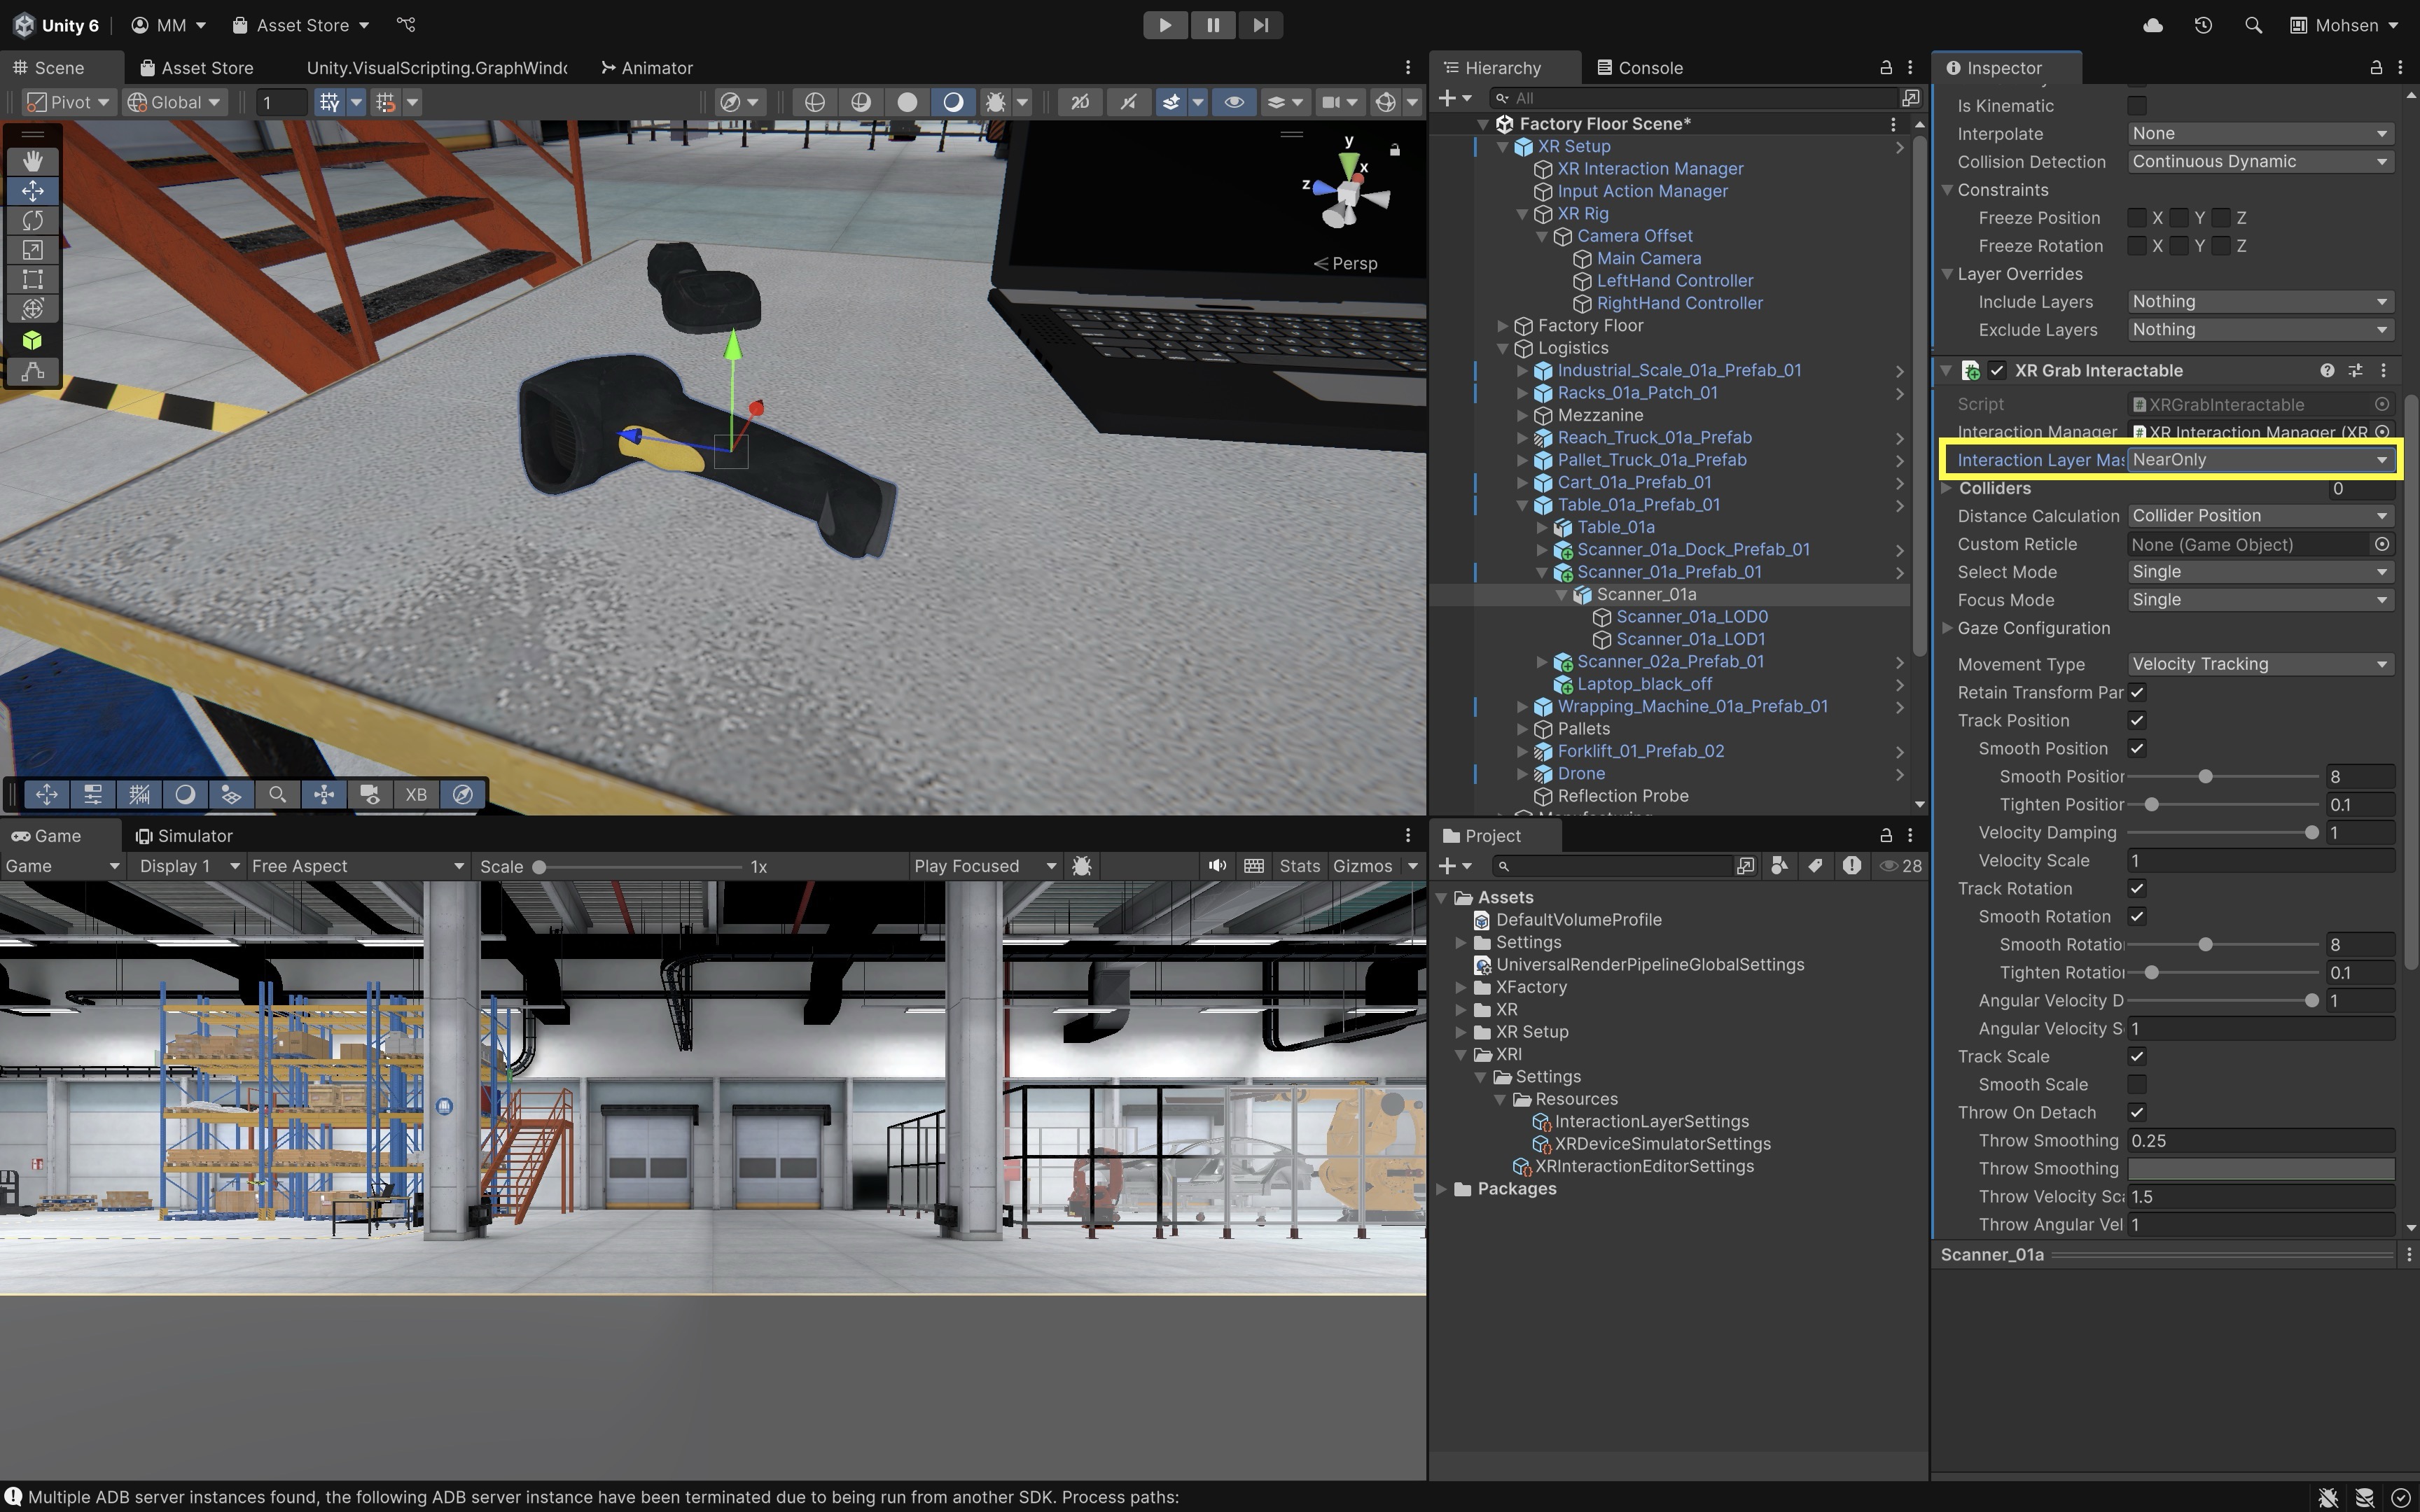 Unity 6
MM
Asset Store
Mohsen
Scene
Asset Store
Unity.VisualScripting.GraphWindo
Animator
Pivot
Global
1
2D
y
x
z
Persp
XB
Hierarchy
Console
All
Factory Floor Scene*
XR Setup
XR Interaction Manager
Input Action Manager
XR Rig
Camera Offset
Main Camera
LeftHand Controller
RightHand Controller
Factory Floor
Logistics
Industrial_Scale_01a_Prefab_01
Racks_01a_Patch_01
Mezzanine
Reach_Truck_01a_Prefab
Pallet_Truck_01a_Prefab
Cart_01a_Prefab_01
Table_01a_Prefab_01
Table_01a
Scanner_01a_Dock_Prefab_01
Scanner_01a_Prefab_01
Scanner_01a
Scanner_01a_LOD0
Scanner_01a_LOD1
Scanner_02a_Prefab_01
Laptop_black_off
Wrapping_Machine_01a_Prefab_01
Pallets
Forklift_01_Prefab_02
Drone
Reflection Probe
Inspector
Is Kinematic
Interpolate None
Collision Detection Continuous Dynamic
Constraints
Freeze Position X Y Z
Freeze Rotation X Y Z
Layer Overrides
Include Layers Nothing
Exclude Layers Nothing
XR Grab Interactable
Script XRGrabInteractable
Interaction Manager XR Interaction Manager (XR
Interaction Layer Mas NearOnly
Colliders 0
Distance Calculation Collider Position
Custom Reticle None (Game Object)
Select Mode Single
Focus Mode Single
Gaze Configuration
Movement Type Velocity Tracking
Retain Transform Par
Track Position
Smooth Position
Smooth Position 8
Tighten Position 0.1
Velocity Damping 1
Velocity Scale 1
Track Rotation
Smooth Rotation
Smooth Rotatio 8
Tighten Rotation 0.1
Angular Velocity D 1
Angular Velocity S 1
Track Scale
Smooth Scale
Throw On Detach
Throw Smoothing 0.25
Throw Smoothing
Throw Velocity Sca 1.5
Throw Angular Vel 1
Scanner_01a
Game
Simulator
Game
Display 1
Free Aspect
Scale 1x
Play Focused
Stats
Gizmos
Project
28
Assets
DefaultVolumeProfile
Settings
UniversalRenderPipelineGlobalSettings
XFactory
XR
XR Setup
XRI
Settings
Resources
InteractionLayerSettings
XRDeviceSimulatorSettings
XRInteractionEditorSettings
Packages
Multiple ADB server instances found, the following ADB server instance have been terminated due to being run from another SDK. Process paths: